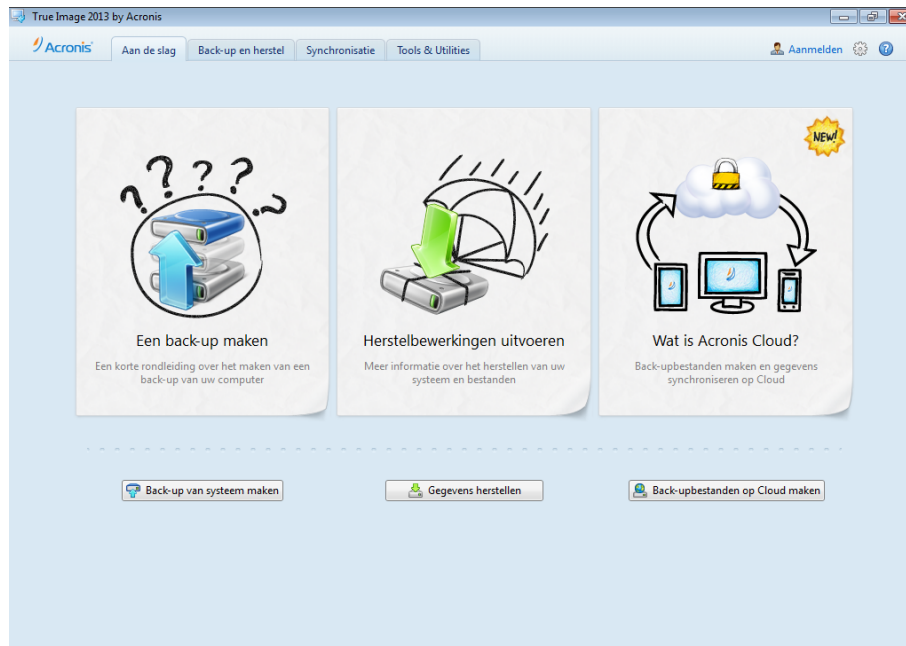 True Image 2013 by Acronis
Acronis
Aan de slag
Back-up en herstel
Synchronisatie
Tools & Utilities
Aanmelden
NEW!
Een back-up maken
Een korte rondleiding over het maken van een
back-up van uw computer
Herstelbewerkingen uitvoeren
Meer informatie over het herstellen van uw
systeem en bestanden
Wat is Acronis Cloud?
Back-upbestanden maken en gegevens
synchroniseren op Cloud
Back-up van systeem maken
Gegevens herstellen
Back-upbestanden op Cloud maken